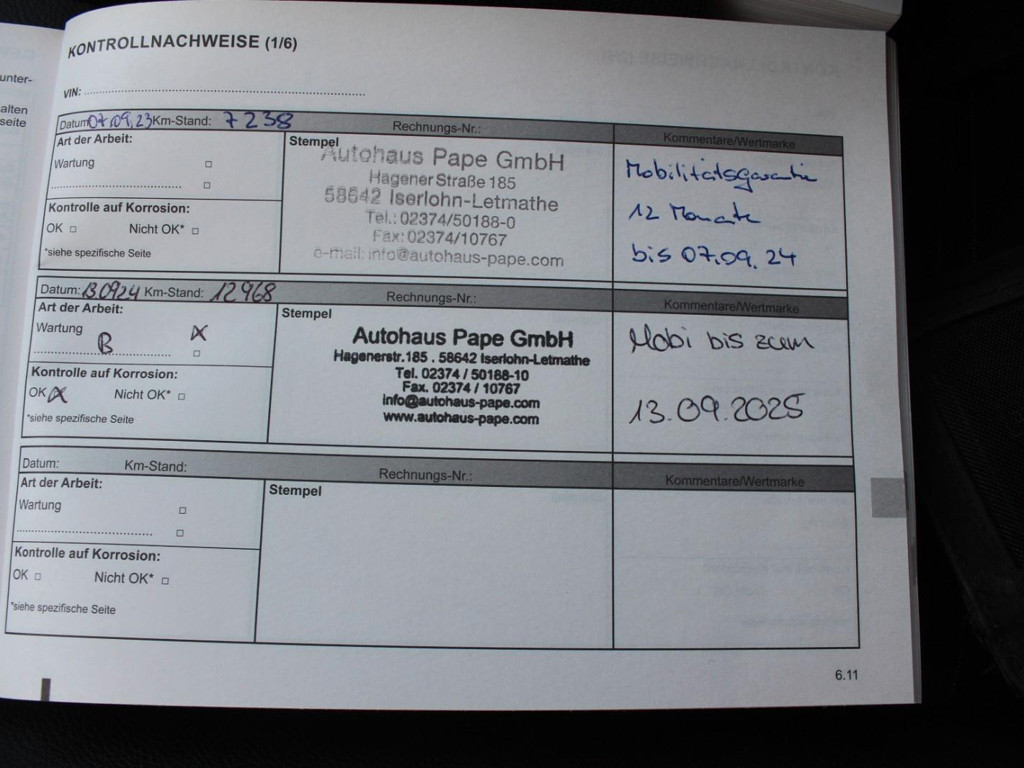 unter-
alten
seite
KONTROLLNACHWEISE (1/6)
VIN:
Datum: 07.09.23 Km-Stand: 7238 Rechnungs-Nr.: Kommentare/Wertmarke
Art der Arbeit:
Wartung
Kontrolle auf Korrosion:
OK Nicht OK*
*siehe spezifische Seite
Stempel
Autohaus Pape GmbH
Hagener Straße 185
58642 Iserlohn-Letmathe
Tel.: 02374/50188-0
Fax: 02374/10767
e-mail: info@autohaus-pape.com
Mobilitätsgarantie
12 Monate
bis 07.09.24
Datum: 13.0924 Km-Stand: 12968 Rechnungs-Nr.: Kommentare/Wertmarke
Art der Arbeit:
Wartung X
B
Kontrolle auf Korrosion:
OK X Nicht OK*
*siehe spezifische Seite
Stempel
Autohaus Pape GmbH
Hagenerstr. 185 . 58642 Iserlohn-Letmathe
Tel. 02374 / 50188-10
Fax. 02374 / 10767
info@autohaus-pape.com
www.autohaus-pape.com
Mobi bis zum
13.09.2025
Datum: Km-Stand: Rechnungs-Nr.: Kommentare/Wertmarke
Art der Arbeit:
Wartung
Kontrolle auf Korrosion:
OK Nicht OK*
*siehe spezifische Seite
Stempel
6.11